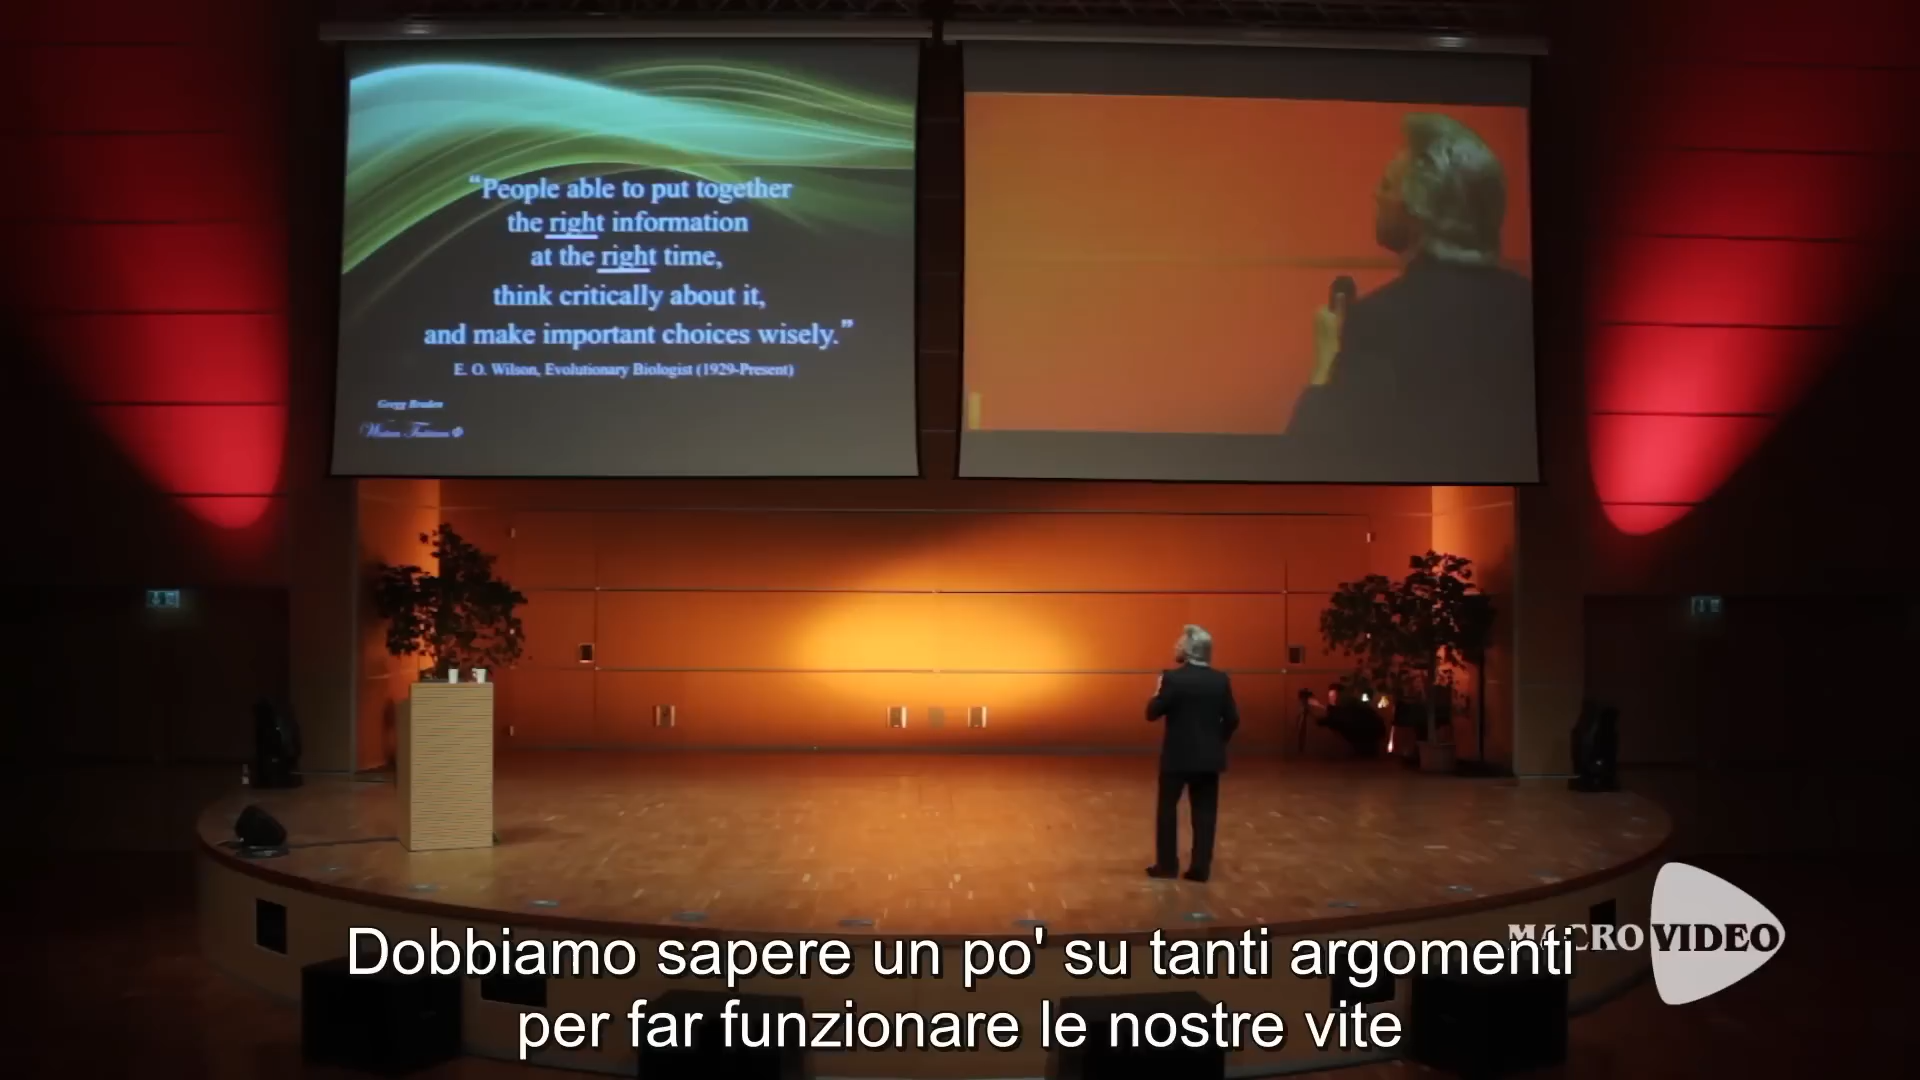 “People able to put together
the right information
at the right time,
think critically about it,
and make important choices wisely.”
E. O. Wilson, Evolutionary Biologist (1929-Present)
Gregg Braden
MACRO VIDEO
Dobbiamo sapere un po' su tanti argomenti
per far funzionare le nostre vite